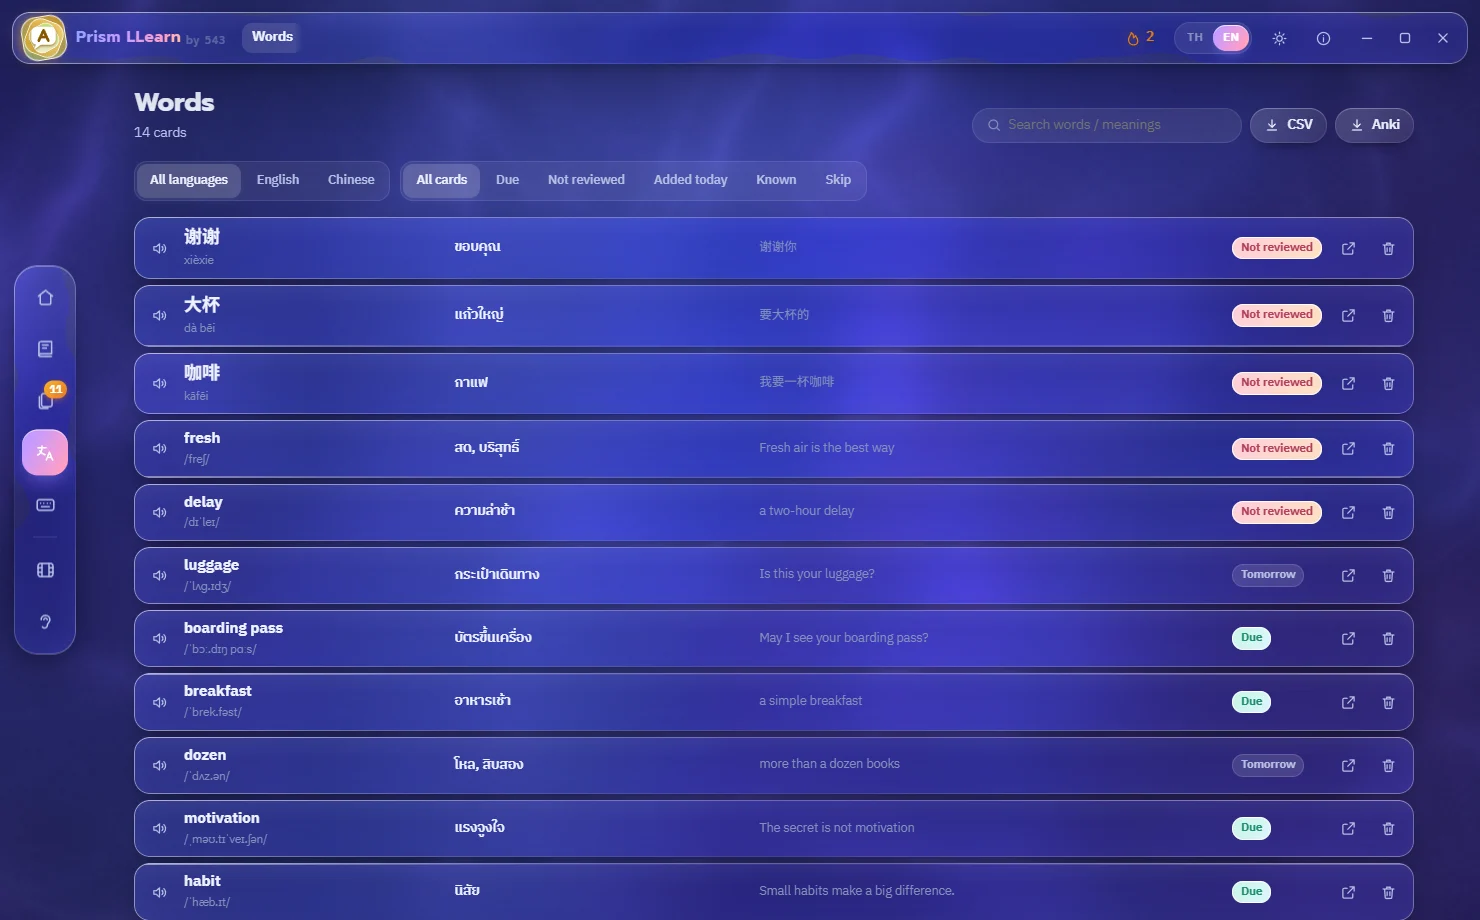 Prism LLearn by 543
Words
2
TH EN
Words
14 cards
Search words / meanings
CSV
Anki
All languages English Chinese
All cards Due Not reviewed Added today Known Skip
谢谢 ขอบคุณ 谢谢你 Not reviewed
xièxie
大杯 แก้วใหญ่ 要大杯的 Not reviewed
dà bēi
咖啡 กาแฟ 我要一杯咖啡 Not reviewed
kāfēi
fresh สด, บริสุทธิ์ Fresh air is the best way Not reviewed
/freʃ/
delay ความล่าช้า a two-hour delay Not reviewed
/dɪˈleɪ/
luggage กระเป๋าเดินทาง Is this your luggage? Tomorrow
/ˈlʌɡ.ɪdʒ/
boarding pass บัตรขึ้นเครื่อง May I see your boarding pass? Due
/ˈbɔː.dɪŋ pɑːs/
breakfast อาหารเช้า a simple breakfast Due
/ˈbrek.fəst/
dozen โหล, สิบสอง more than a dozen books Tomorrow
/ˈdʌz.ən/
motivation แรงจูงใจ The secret is not motivation Due
/ˌməʊ.tɪˈveɪ.ʃən/
habit นิสัย Small habits make a big difference. Due
/ˈhæb.ɪt/
11